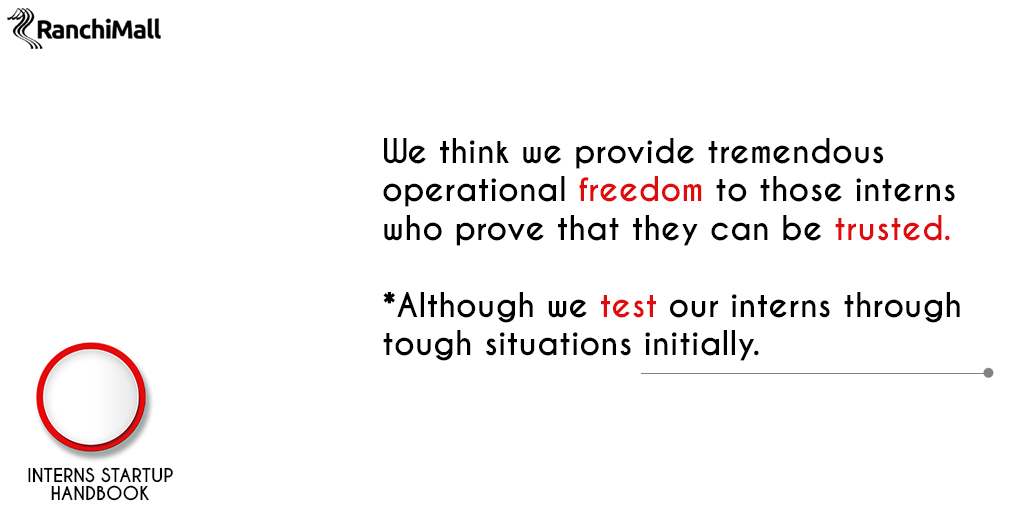 RanchiMall
We think we provide tremendous
operational freedom to those interns
who prove that they can be trusted.
*Although we test our interns through
tough situations initially.
INTERNS STARTUP
HANDBOOK